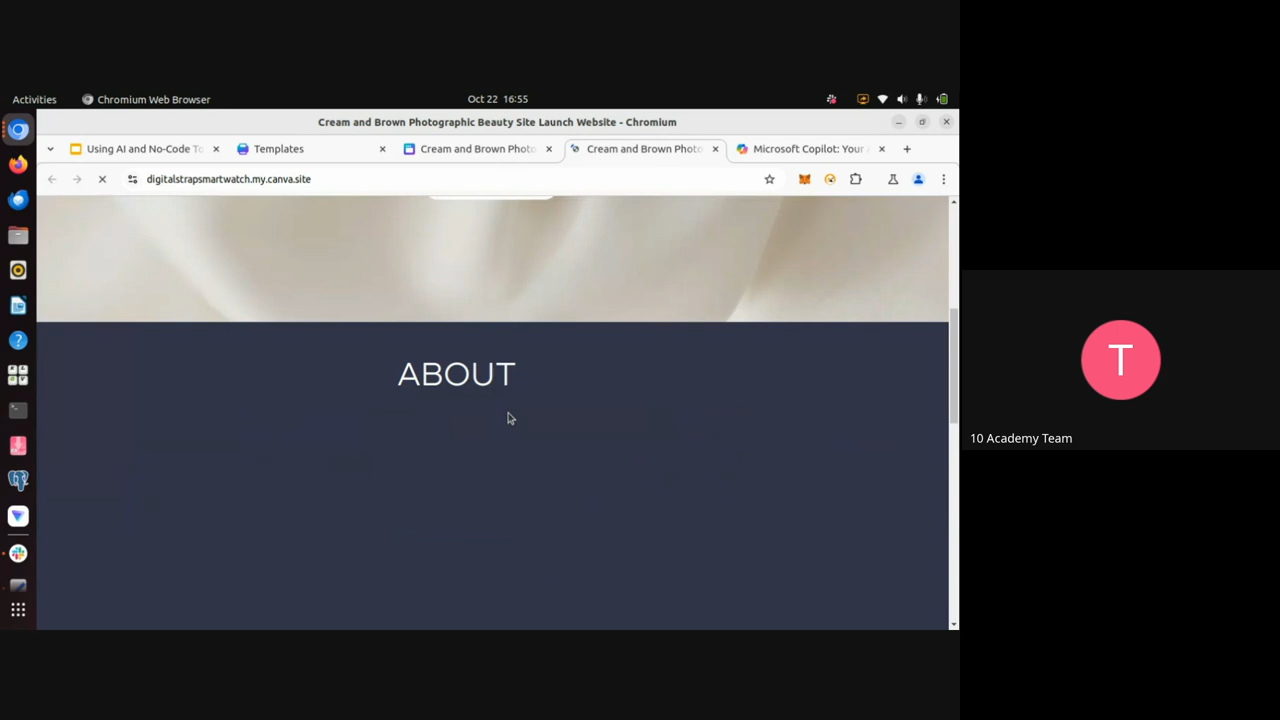 Activities
Chromium Web Browser
Oct 22 16:55
Cream and Brown Photographic Beauty Site Launch Website - Chromium
Using AI and No-Code To
Templates
Cream and Brown Photo
Cream and Brown Photo
Microsoft Copilot: Your A
digitalstrapsmartwatch.my.canva.site
ABOUT
T
10 Academy Team